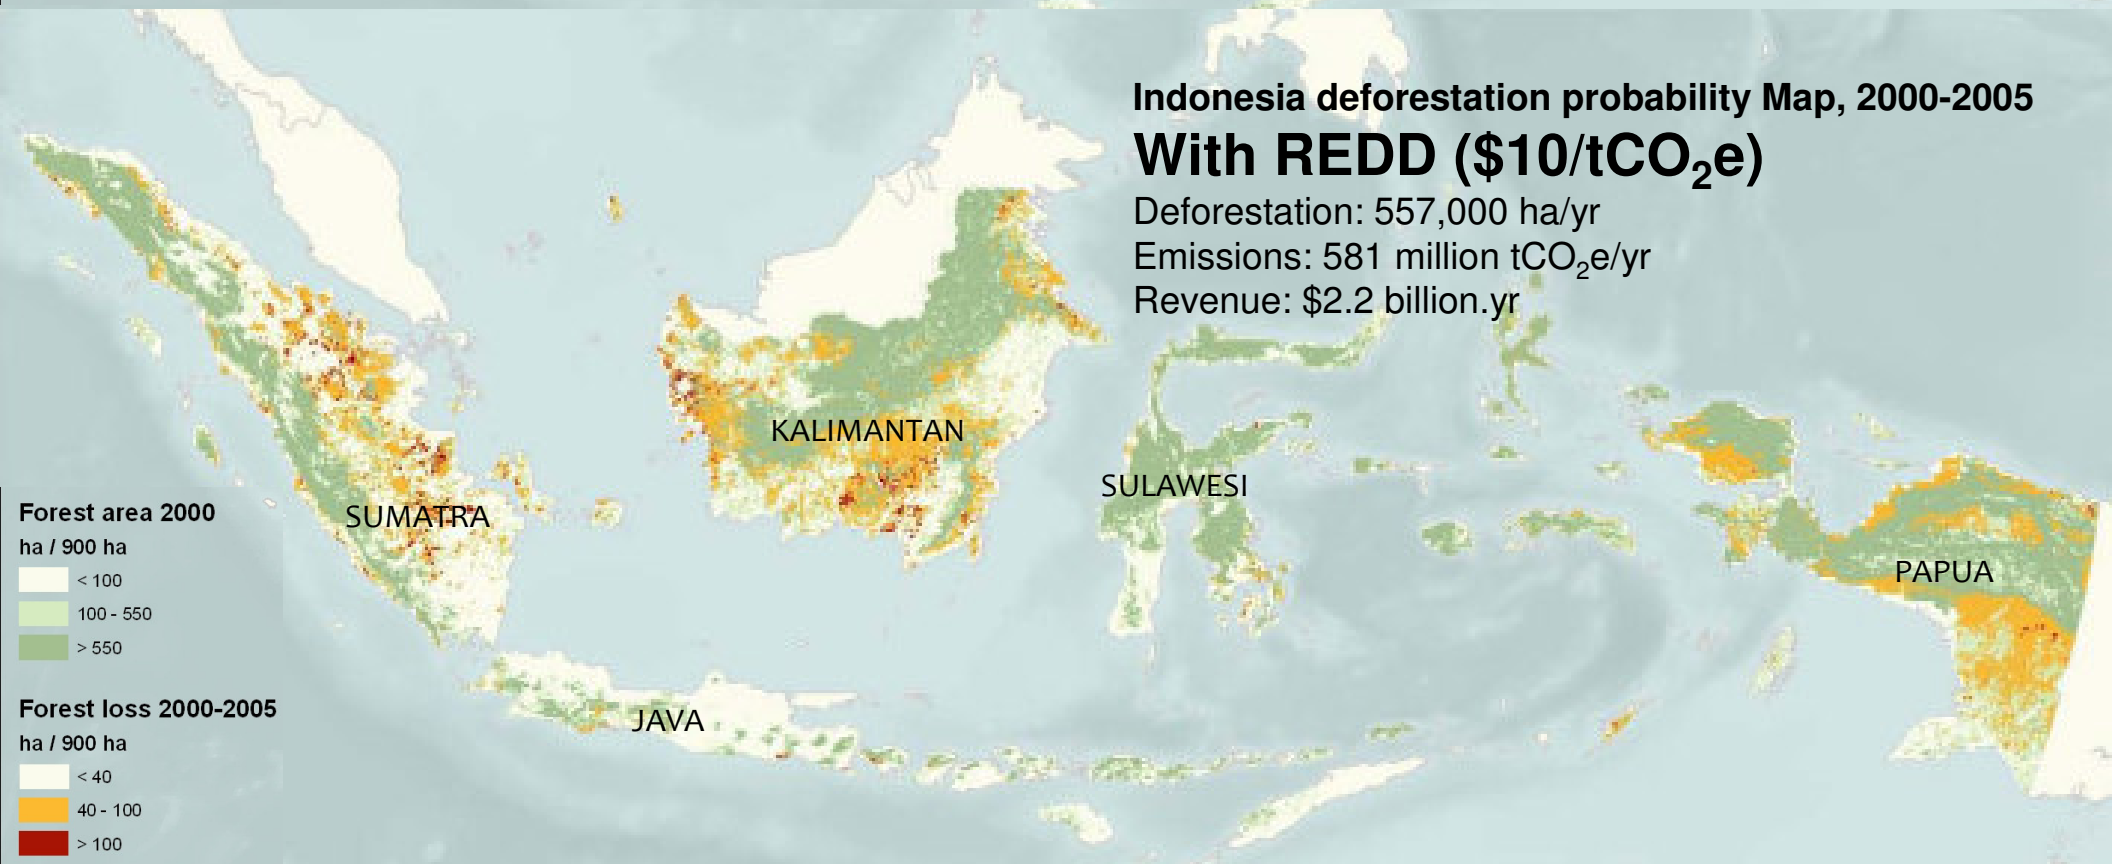 Indonesia deforestation probability Map, 2000-2005
With REDD ($10/tCO₂e)
Deforestation: 557,000 ha/yr
Emissions: 581 million tCO₂e/yr
Revenue: $2.2 billion.yr
KALIMANTAN
SULAWESI
SUMATRA
PAPUA
JAVA
Forest area 2000
ha / 900 ha
< 100
100 - 550
> 550
Forest loss 2000-2005
ha / 900 ha
< 40
40 - 100
> 100